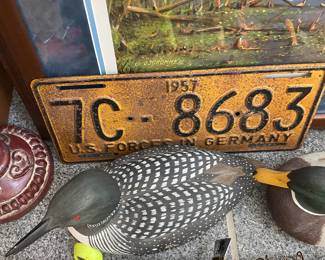 1957
7C-8683
U.S. FORCES IN GERMANY